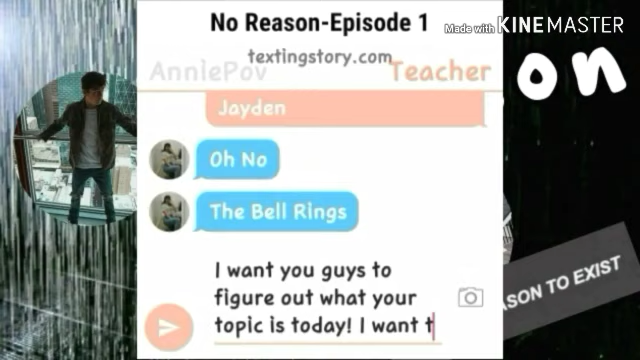 No Reason-Episode 1
Made with KINEMASTER
textingstory.com
AnniePov
Teacher
on
Jayden
Oh No
The Bell Rings
I want you guys to
figure out what your
topic is today! I want t
SON TO EXIST